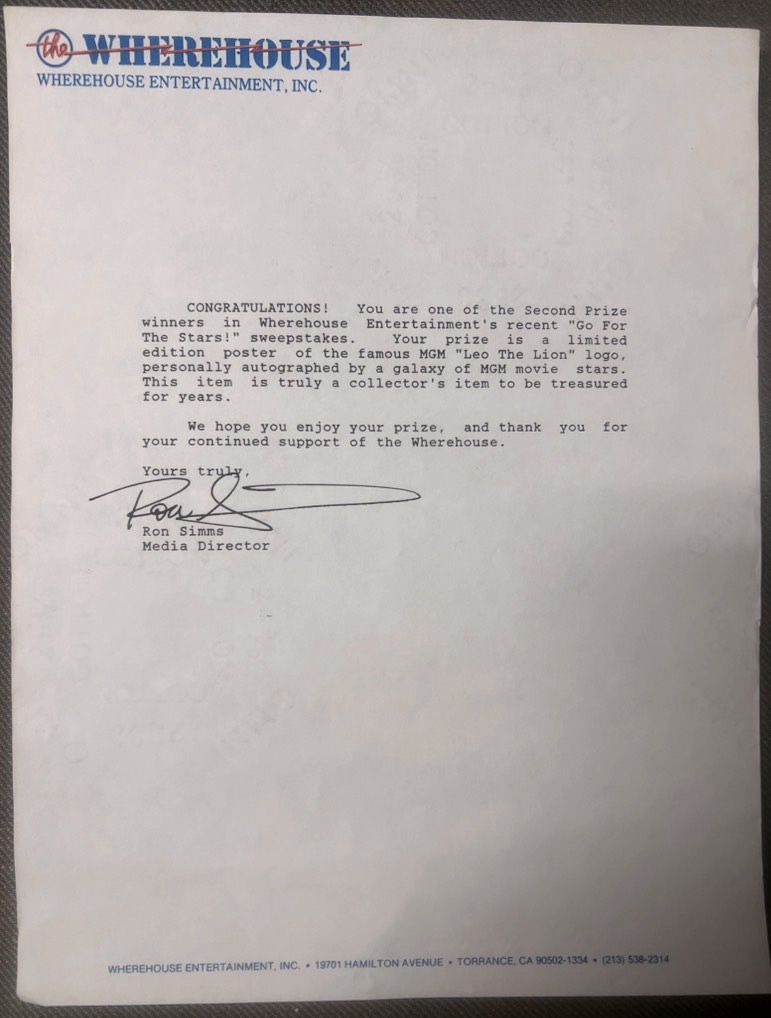 the WHEREHOUSE
WHEREHOUSE ENTERTAINMENT, INC.
CONGRATULATIONS! You are one of the Second Prize
winners in Wherehouse Entertainment's recent "Go For
The Stars!" sweepstakes. Your prize is a limited
edition poster of the famous MGM "Leo The Lion" logo,
personally autographed by a galaxy of MGM movie stars.
This item is truly a collector's item to be treasured
for years.
We hope you enjoy your prize, and thank you for
your continued support of the Wherehouse.
Yours truly,
Ron Simms
Media Director
WHEREHOUSE ENTERTAINMENT, INC. • 19701 HAMILTON AVENUE • TORRANCE, CA 90502-1334 • (213) 538-2314